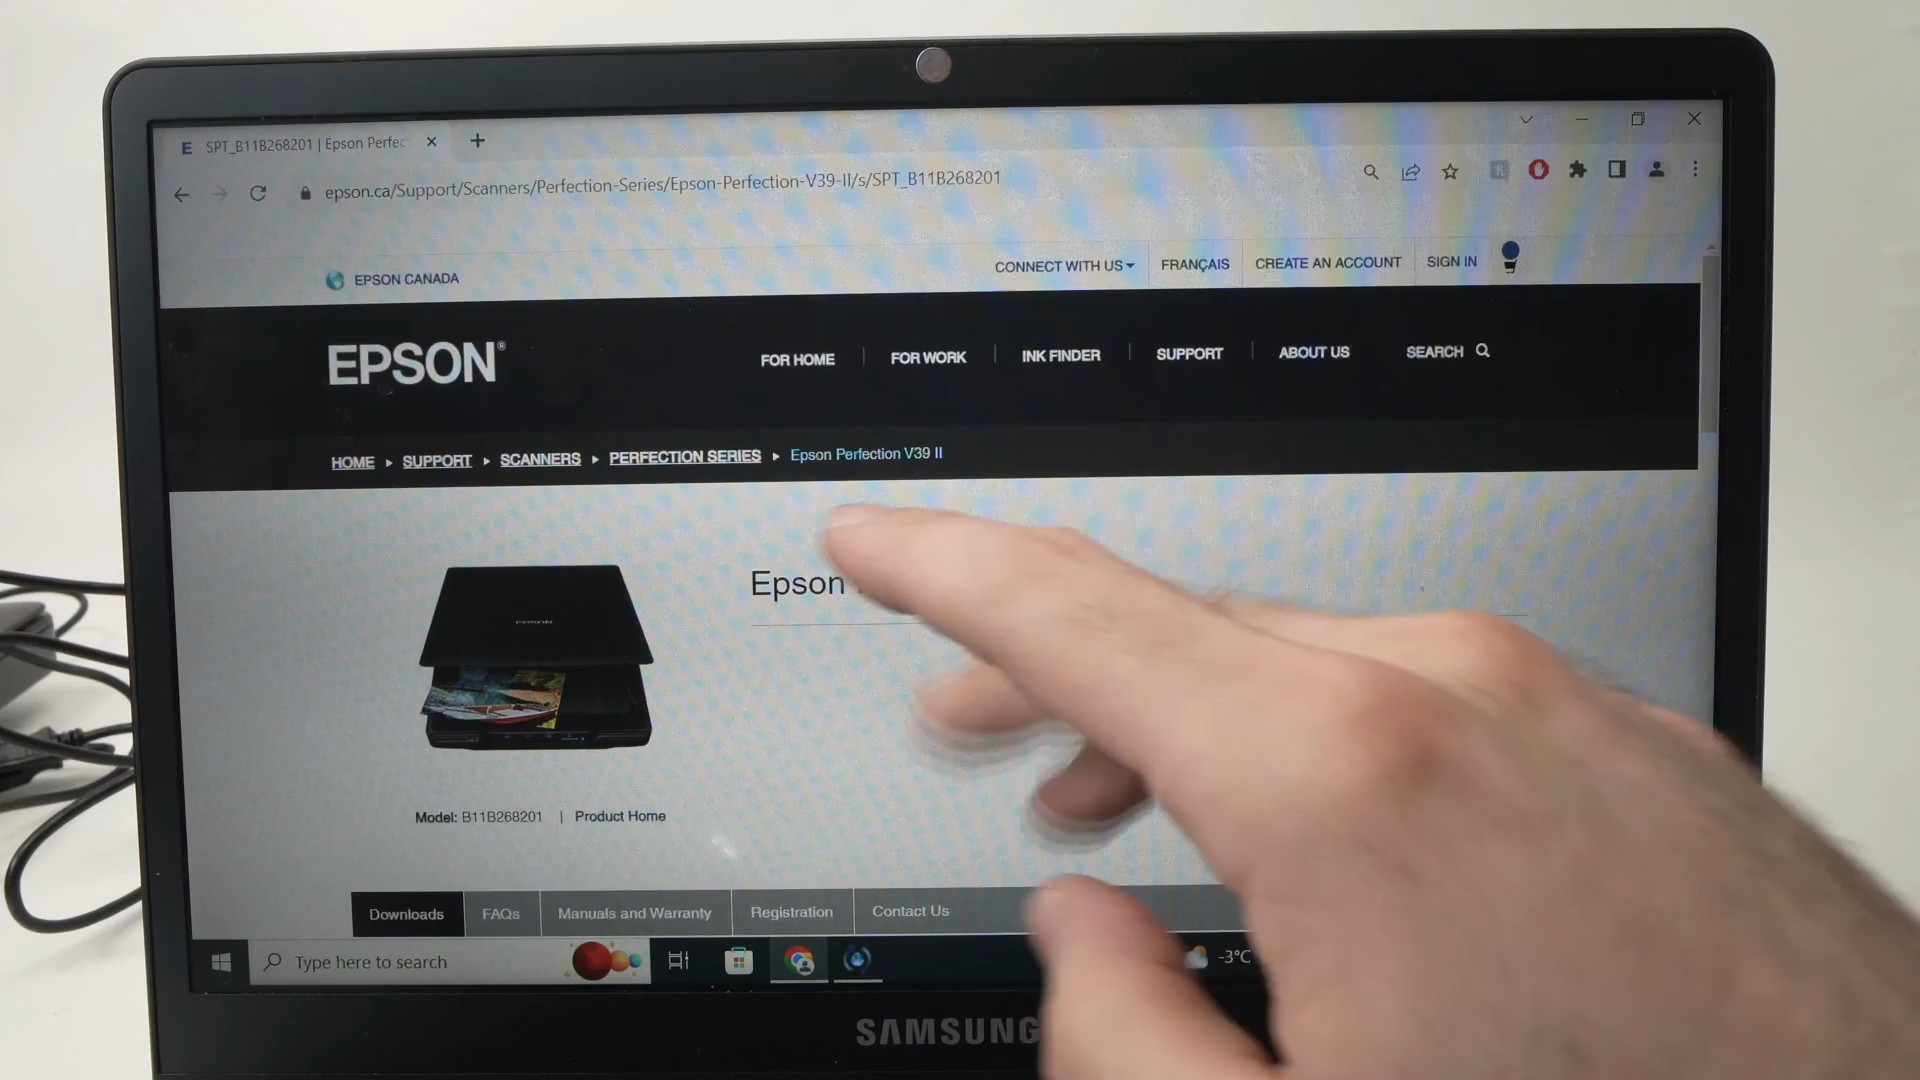 SPT_B11B268201 | Epson Perfec
epson.ca/Support/Scanners/Perfection-Series/Epson-Perfection-V39-II/s/SPT_B11B268201
EPSON CANADA
CONNECT WITH US
FRANÇAIS
CREATE AN ACCOUNT
SIGN IN
EPSON®
FOR HOME
FOR WORK
INK FINDER
SUPPORT
ABOUT US
SEARCH
HOME ▸ SUPPORT ▸ SCANNERS ▸ PERFECTION SERIES ▸ Epson Perfection V39 II
Epson
EPSON
Model: B11B268201 | Product Home
Downloads
FAQs
Manuals and Warranty
Registration
Contact Us
Type here to search
-3°C
SAMSUNG